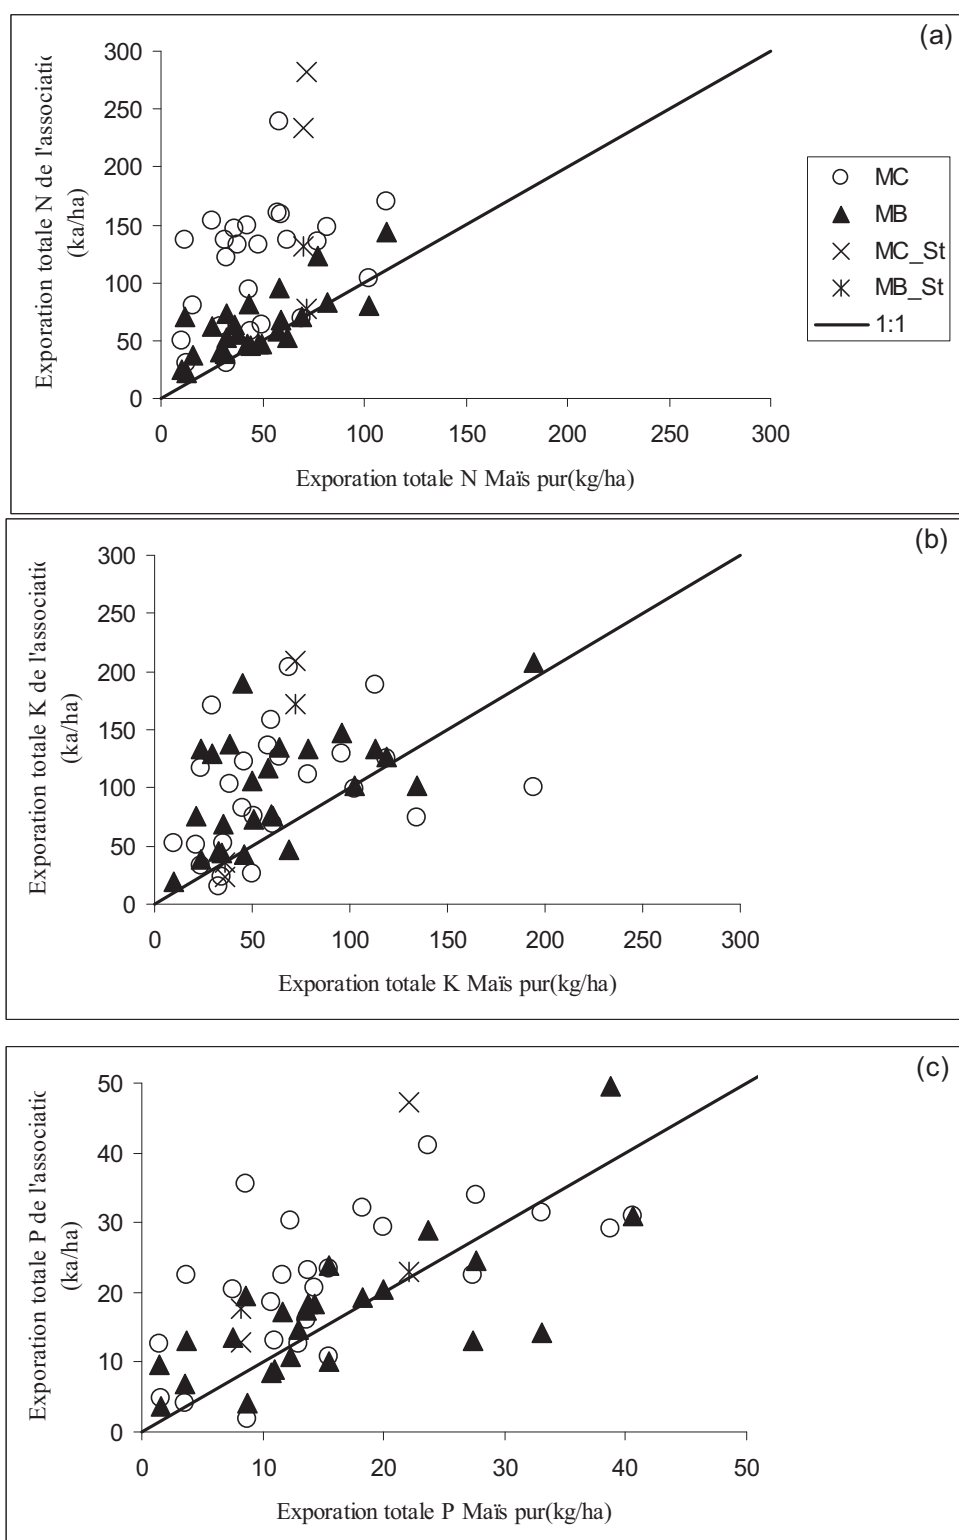 (a)
300
250
200
150
100
50
0
0 50 100 150 200 250 300
Exporation totale N de l'associatic
(ka/ha)
Exporation totale N Maïs pur(kg/ha)
MC
MB
MC_St
MB_St
1:1
(b)
300
250
200
150
100
50
0
0 50 100 150 200 250 300
Exporation totale K de l'associatic
(ka/ha)
Exporation totale K Maïs pur(kg/ha)
(c)
50
40
30
20
10
0
0 10 20 30 40 50
Exporation totale P de l'associatic
(ka/ha)
Exporation totale P Maïs pur(kg/ha)